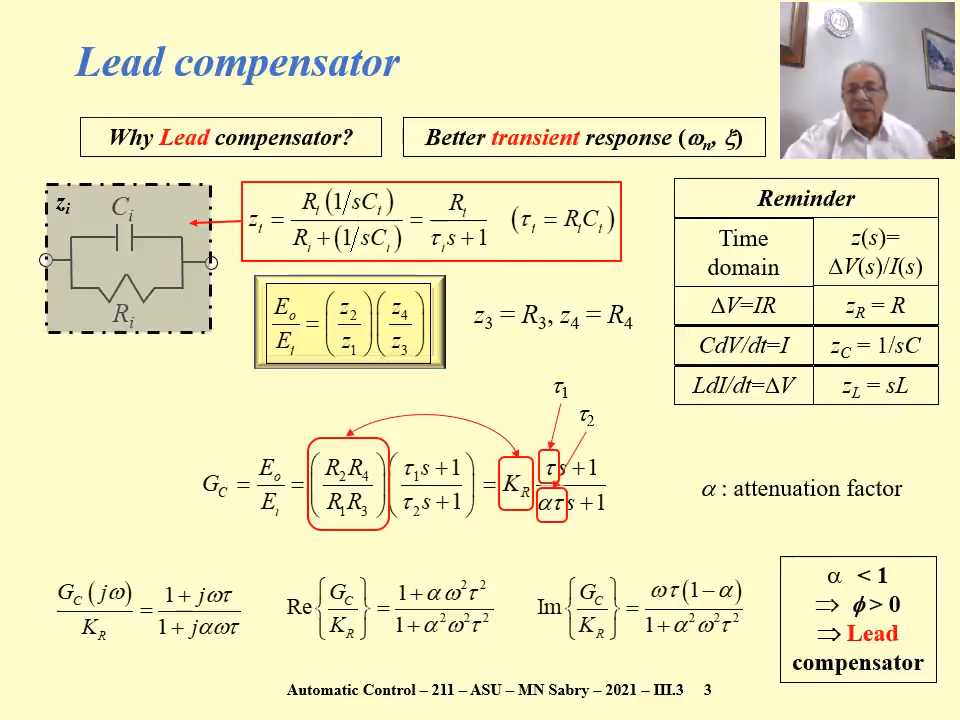 Lead compensator
Why Lead compensator?
Better transient response (ωn, ξ)
zi
Ci
Ri
zi = Ri(1/sCi) / (Ri + (1/sCi)) = Ri / (τis+1) (τi = RiCi)
Eo/Ei = (z2/z1)(z4/z3)
z3 = R3, z4 = R4
Reminder
Time domain
z(s)= ΔV(s)/I(s)
ΔV=IR
zR = R
CdV/dt=I
zC = 1/sC
LdI/dt=ΔV
zL = sL
τ1
τ2
GC = Eo/Ei = (R2R4 / R1R3)((τ1s+1) / (τ2s+1)) = KR (τs+1) / (ατs+1)
α : attenuation factor
GC(jω) / KR = (1+jωτ) / (1+jαωτ)
Re{GC/KR} = (1+αω²τ²) / (1+α²ω²τ²)
Im{GC/KR} = ωτ(1−α) / (1+α²ω²τ²)
α < 1
⇒ ϕ > 0
⇒ Lead
compensator
Automatic Control – 211 – ASU – MN Sabry – 2021 – III.3 3